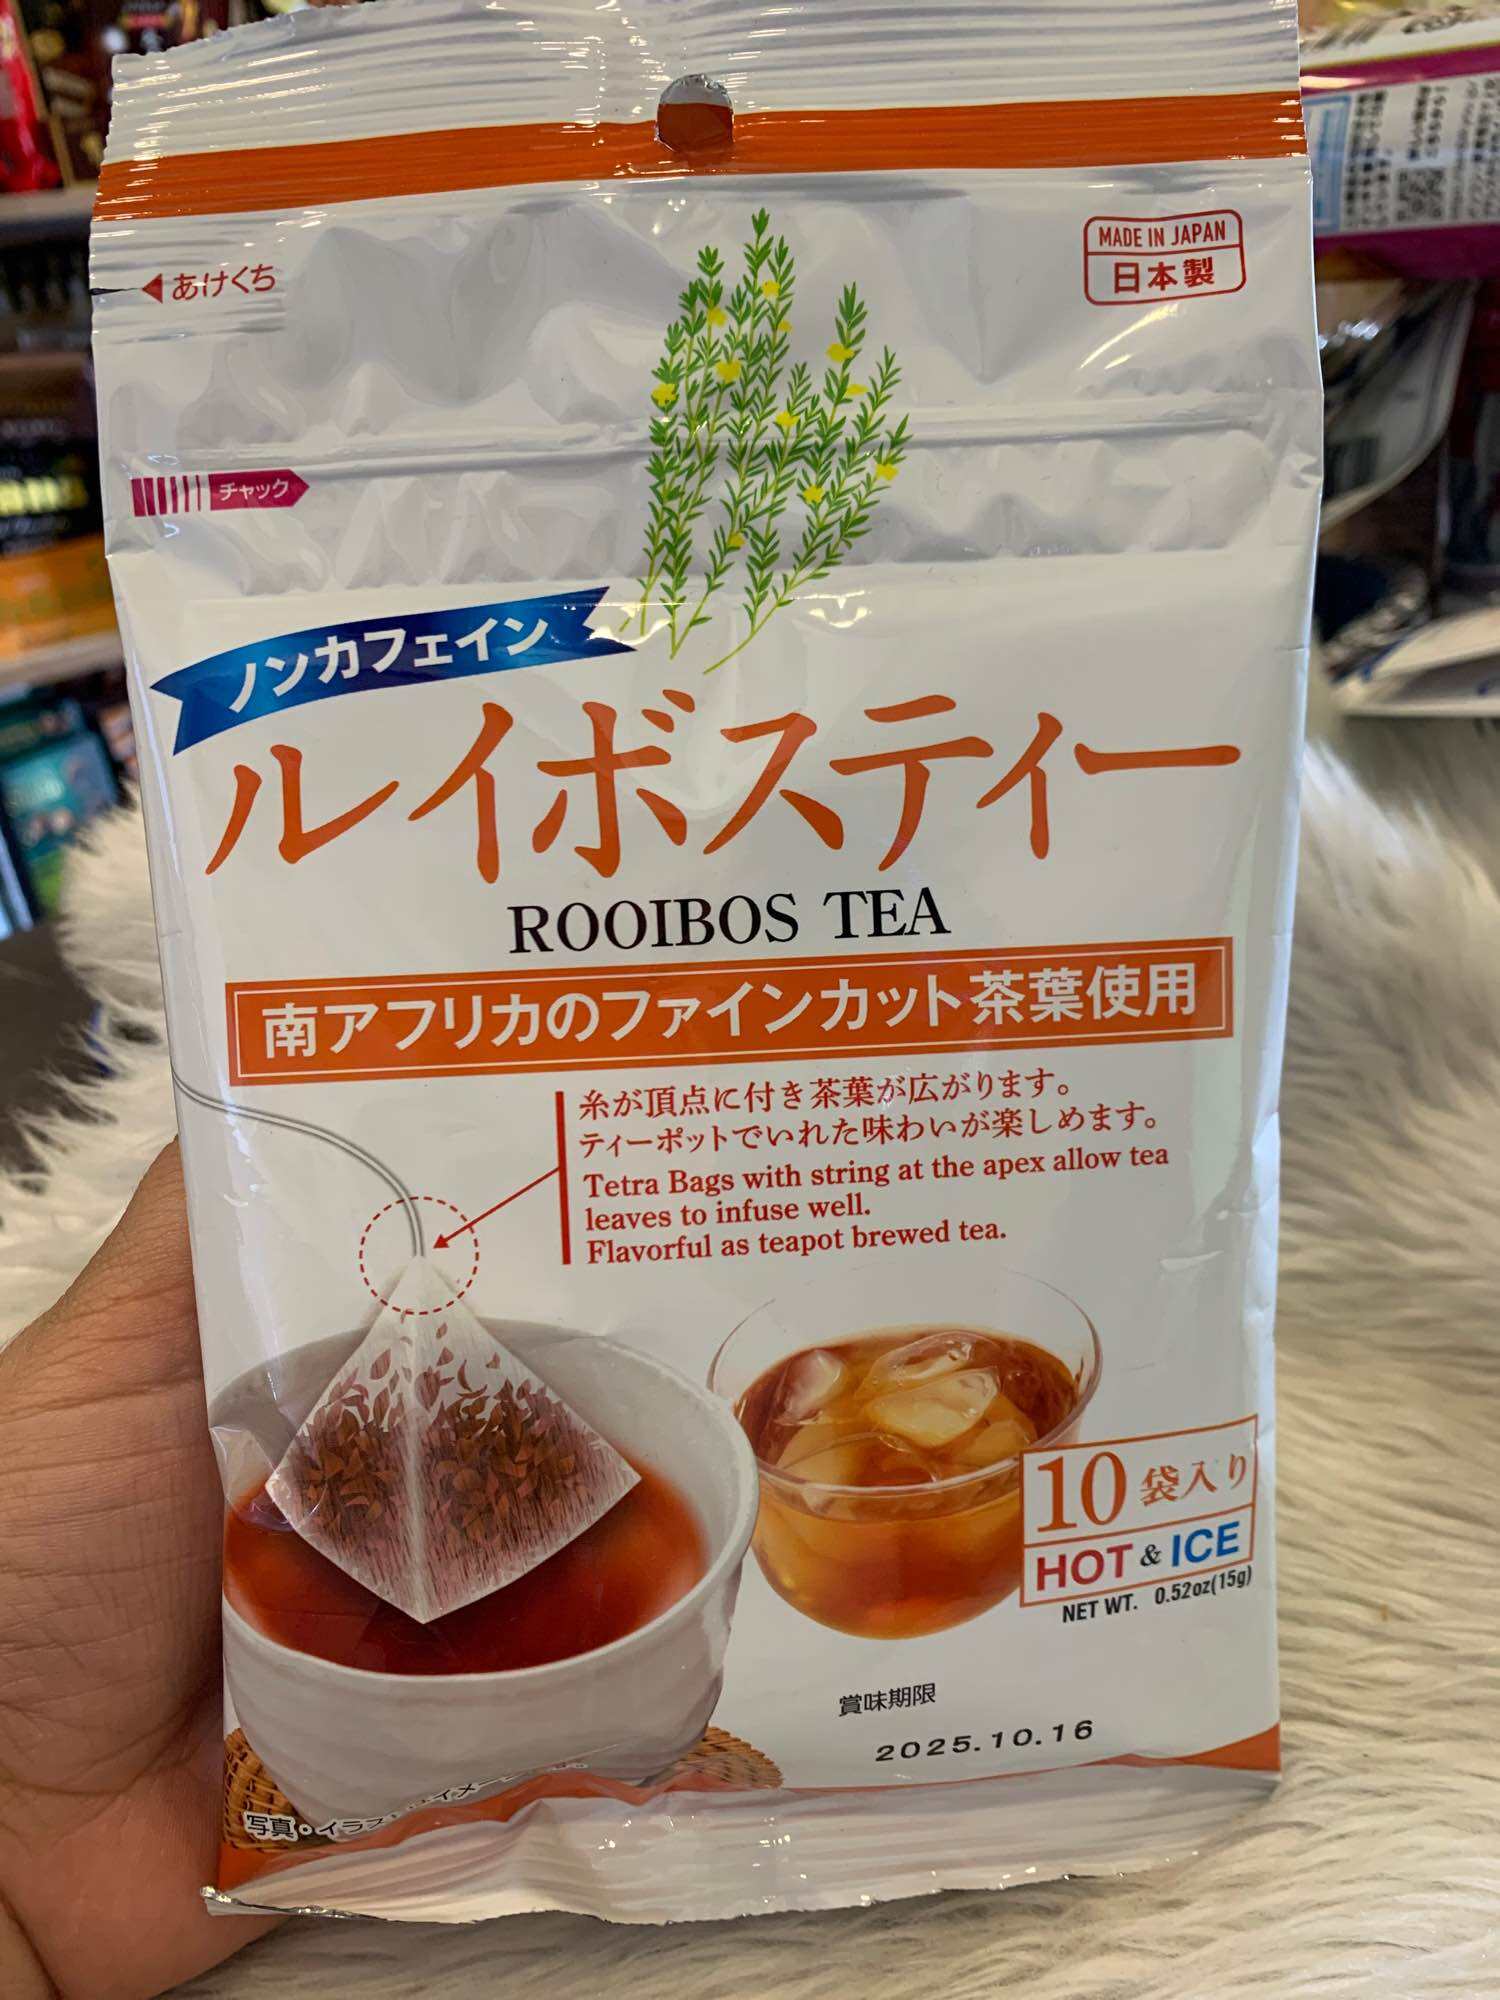 MADE IN JAPAN
日本製
あけくち
チャック
ノンカフェイン
ルイボスティー
ROOIBOS TEA
南アフリカのファインカット茶葉使用
糸が頂点に付き茶葉が広がります。
ティーポットでいれた味わいが楽しめます。
Tetra Bags with string at the apex allow tea
leaves to infuse well.
Flavorful as teapot brewed tea.
10袋入り
HOT & ICE
NET WT. 0.52oz(15g)
賞味期限
2025.10.16
写真・イラスト